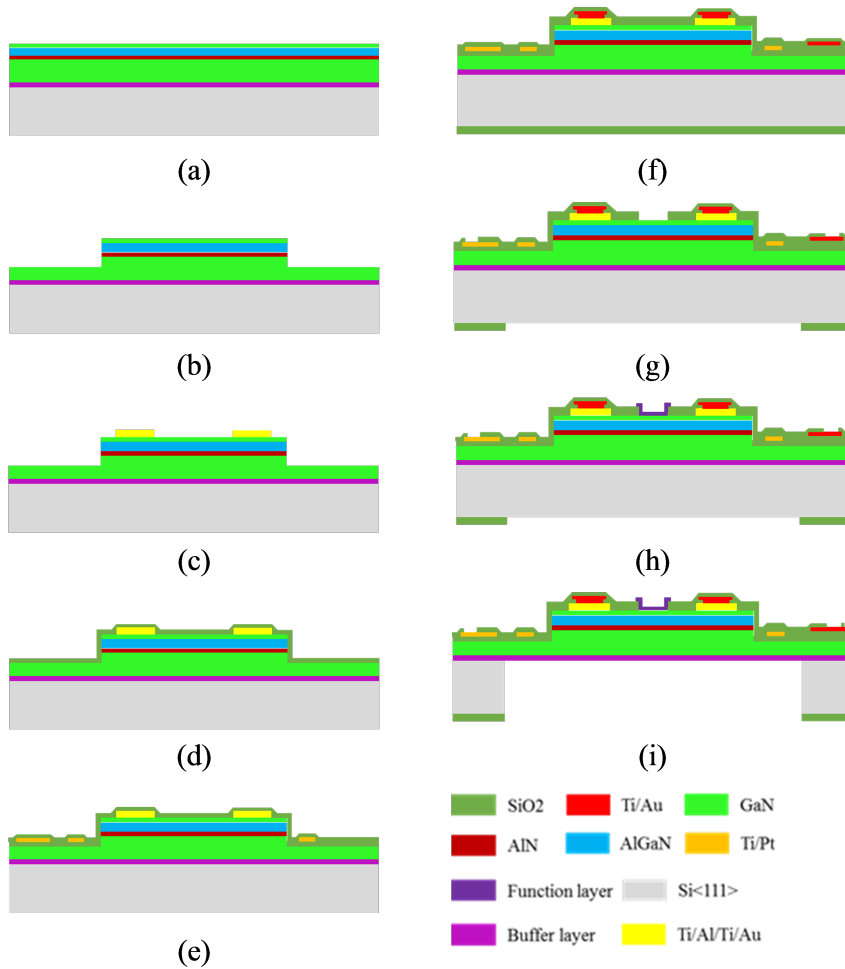 (a)
(b)
(c)
(d)
(e)
(f)
(g)
(h)
(i)
SiO2 Ti/Au GaN
AlN AlGaN Ti/Pt
Function layer Si<111>
Buffer layer Ti/Al/Ti/Au